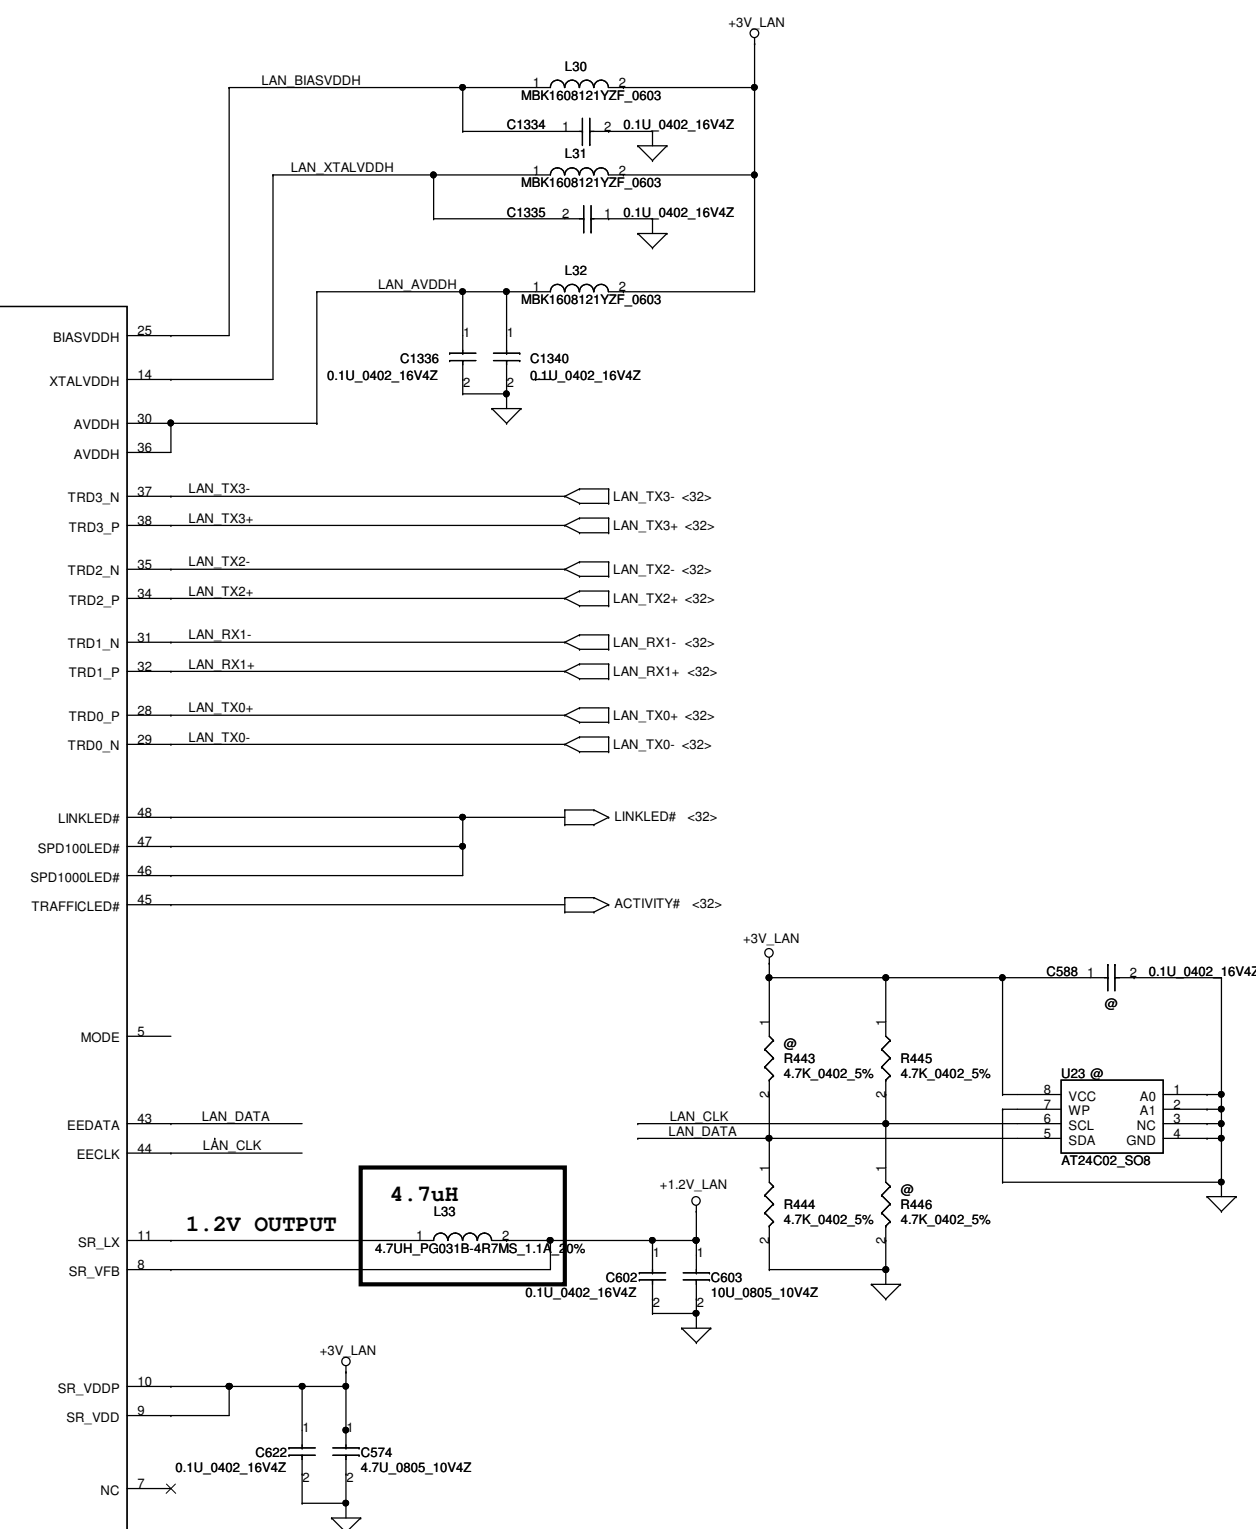 +3V_LAN
L30
LAN_BIASVDDH
1 2
MBK1608121YZF_0603
C1334 1 2 0.1U_0402_16V4Z
L31
LAN_XTALVDDH
1 2
MBK1608121YZF_0603
C1335 2 1 0.1U_0402_16V4Z
L32
LAN_AVDDH
1 2
MBK1608121YZF_0603
BIASVDDH 25
1 1
C1336 C1340
0.1U_0402_16V4Z 0.1U_0402_16V4Z
2 2
XTALVDDH 14
AVDDH 30
AVDDH 36
TRD3_N 37 LAN_TX3- LAN_TX3- <32>
TRD3_P 38 LAN_TX3+ LAN_TX3+ <32>
TRD2_N 35 LAN_TX2- LAN_TX2- <32>
TRD2_P 34 LAN_TX2+ LAN_TX2+ <32>
TRD1_N 31 LAN_RX1- LAN_RX1- <32>
TRD1_P 32 LAN_RX1+ LAN_RX1+ <32>
TRD0_P 28 LAN_TX0+ LAN_TX0+ <32>
TRD0_N 29 LAN_TX0- LAN_TX0- <32>
LINKLED# 48 LINKLED# <32>
SPD100LED# 47
SPD1000LED# 46
TRAFFICLED# 45 ACTIVITY# <32>
+3V_LAN
C588 1 2 0.1U_0402_16V4Z
@
MODE 5
1 1
@
R443 R445
4.7K_0402_5% 4.7K_0402_5%
2 2
U23 @
8 VCC A0 1
7 WP A1 2
6 SCL NC 3
5 SDA GND 4
AT24C02_SO8
EEDATA 43 LAN_DATA
LAN_CLK
LAN_DATA
EECLK 44 LAN_CLK
1 1
@
R444 R446
4.7K_0402_5% 4.7K_0402_5%
2 2
4.7uH
L33
+1.2V_LAN
1.2V OUTPUT
SR_LX 11 1 2
4.7UH_PG031B-4R7MS_1.1A_20%
SR_VFB 8
1 1
C602 C603
0.1U_0402_16V4Z 10U_0805_10V4Z
2 2
+3V_LAN
SR_VDDP 10
SR_VDD 9
1 1
C622 C574
0.1U_0402_16V4Z 4.7U_0805_10V4Z
2 2
NC 7